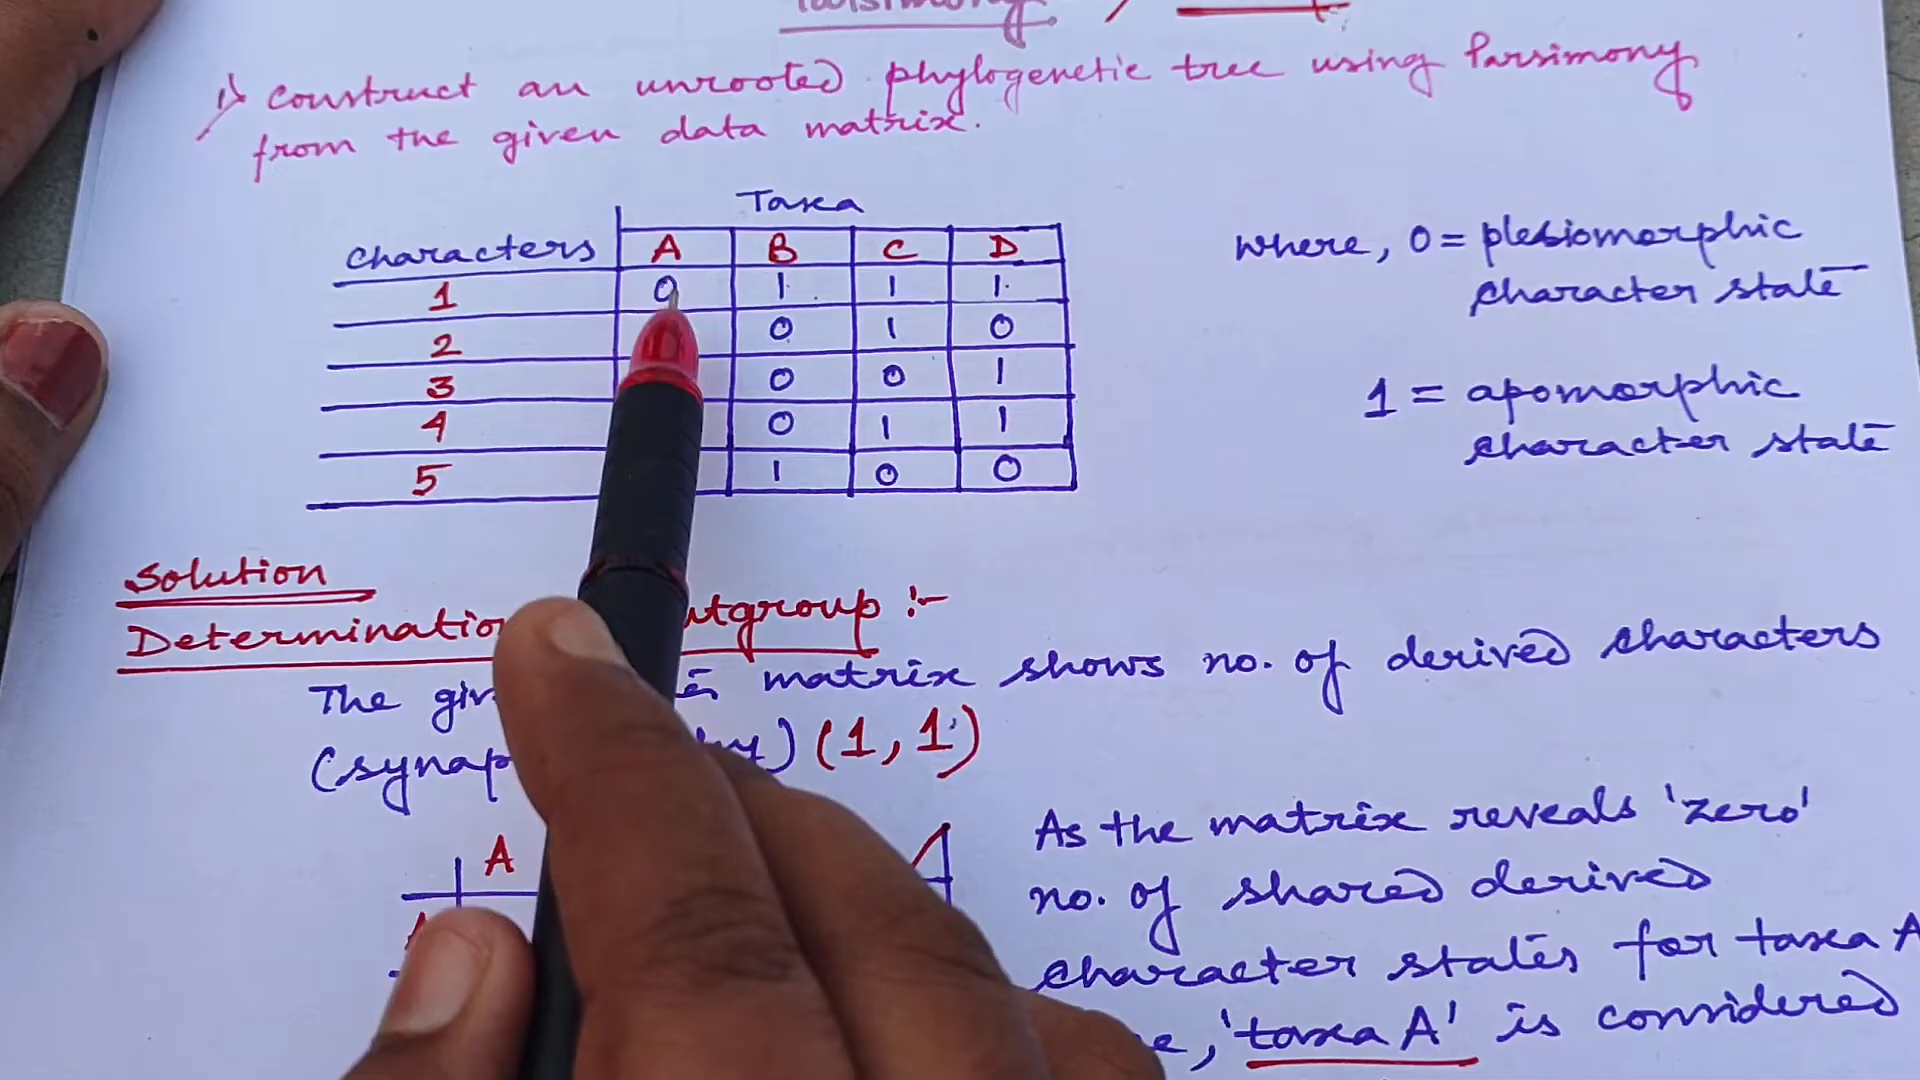 1) construct an unrooted phylogenetic tree using Parsimony
from the given data matrix.
Taxa
characters A B C D
1 0 1 1 1
2 0 1 0
3 0 0 1
4 0 1 1
5 1 0 0
where, 0 = plesiomorphic
character state
1 = apomorphic
character state
Solution
Determination :-
The matrix shows no. of derived characters
(1, 1)
A
As the matrix reveals 'zero'
no. of shared derived
character states for taxa A
'taxa A' is considered